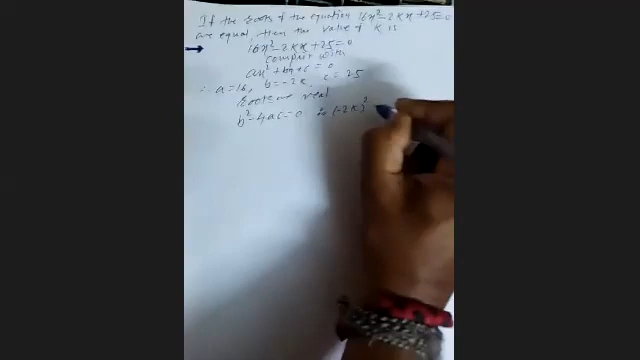 If the roots of the equation 16x²-2Kx+25=0
are equal, then the value of K is
→ 16x²-2Kx+25=0
compair with
ax²+bx+c=0
∴ a=16, b=-2K, c=25
Roots are real
b²-4ac=0 ⇒ (-2K)²